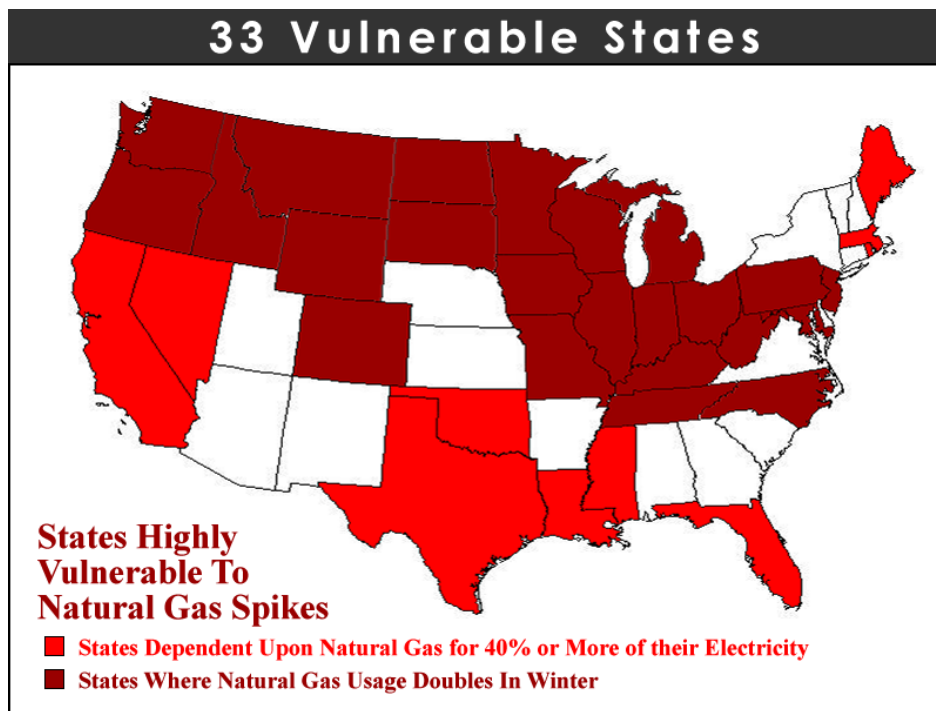 33 Vulnerable States
States Highly
Vulnerable To
Natural Gas Spikes
States Dependent Upon Natural Gas for 40% or More of their Electricity
States Where Natural Gas Usage Doubles In Winter